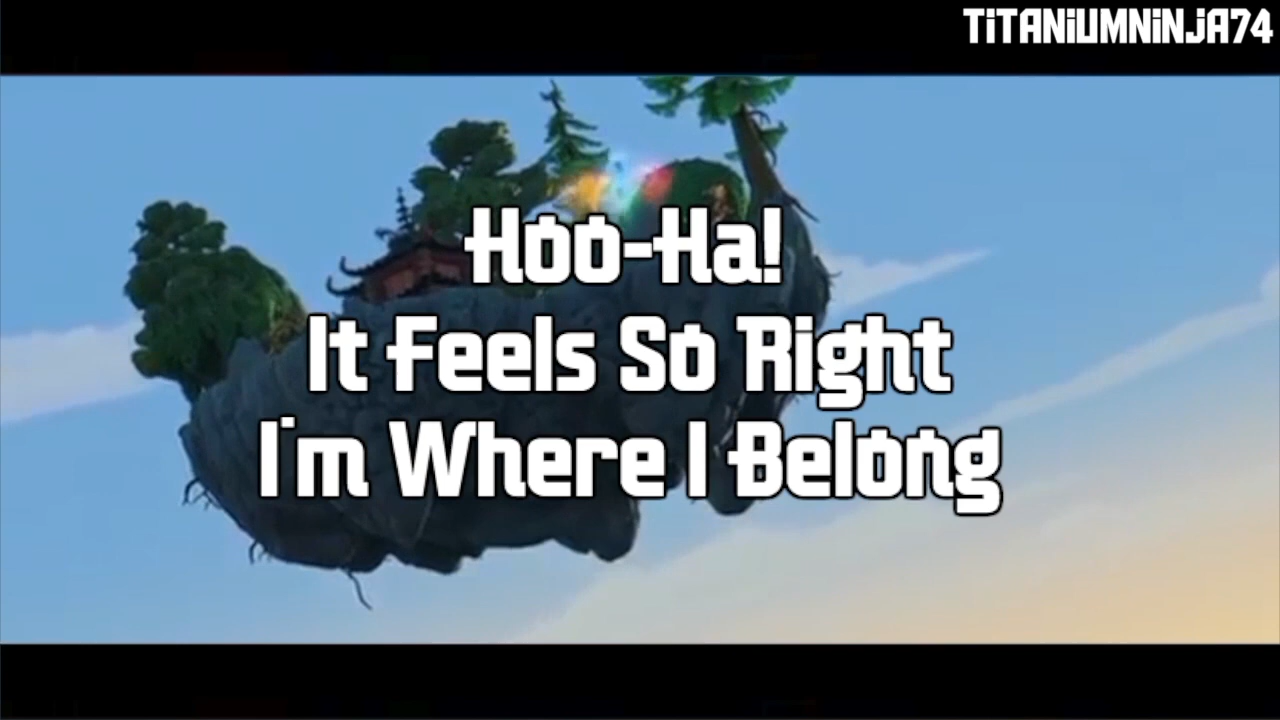 TiTANiUMNiNJA74
Hoo-Ha!
It Feels So Right
I'm Where I Belong